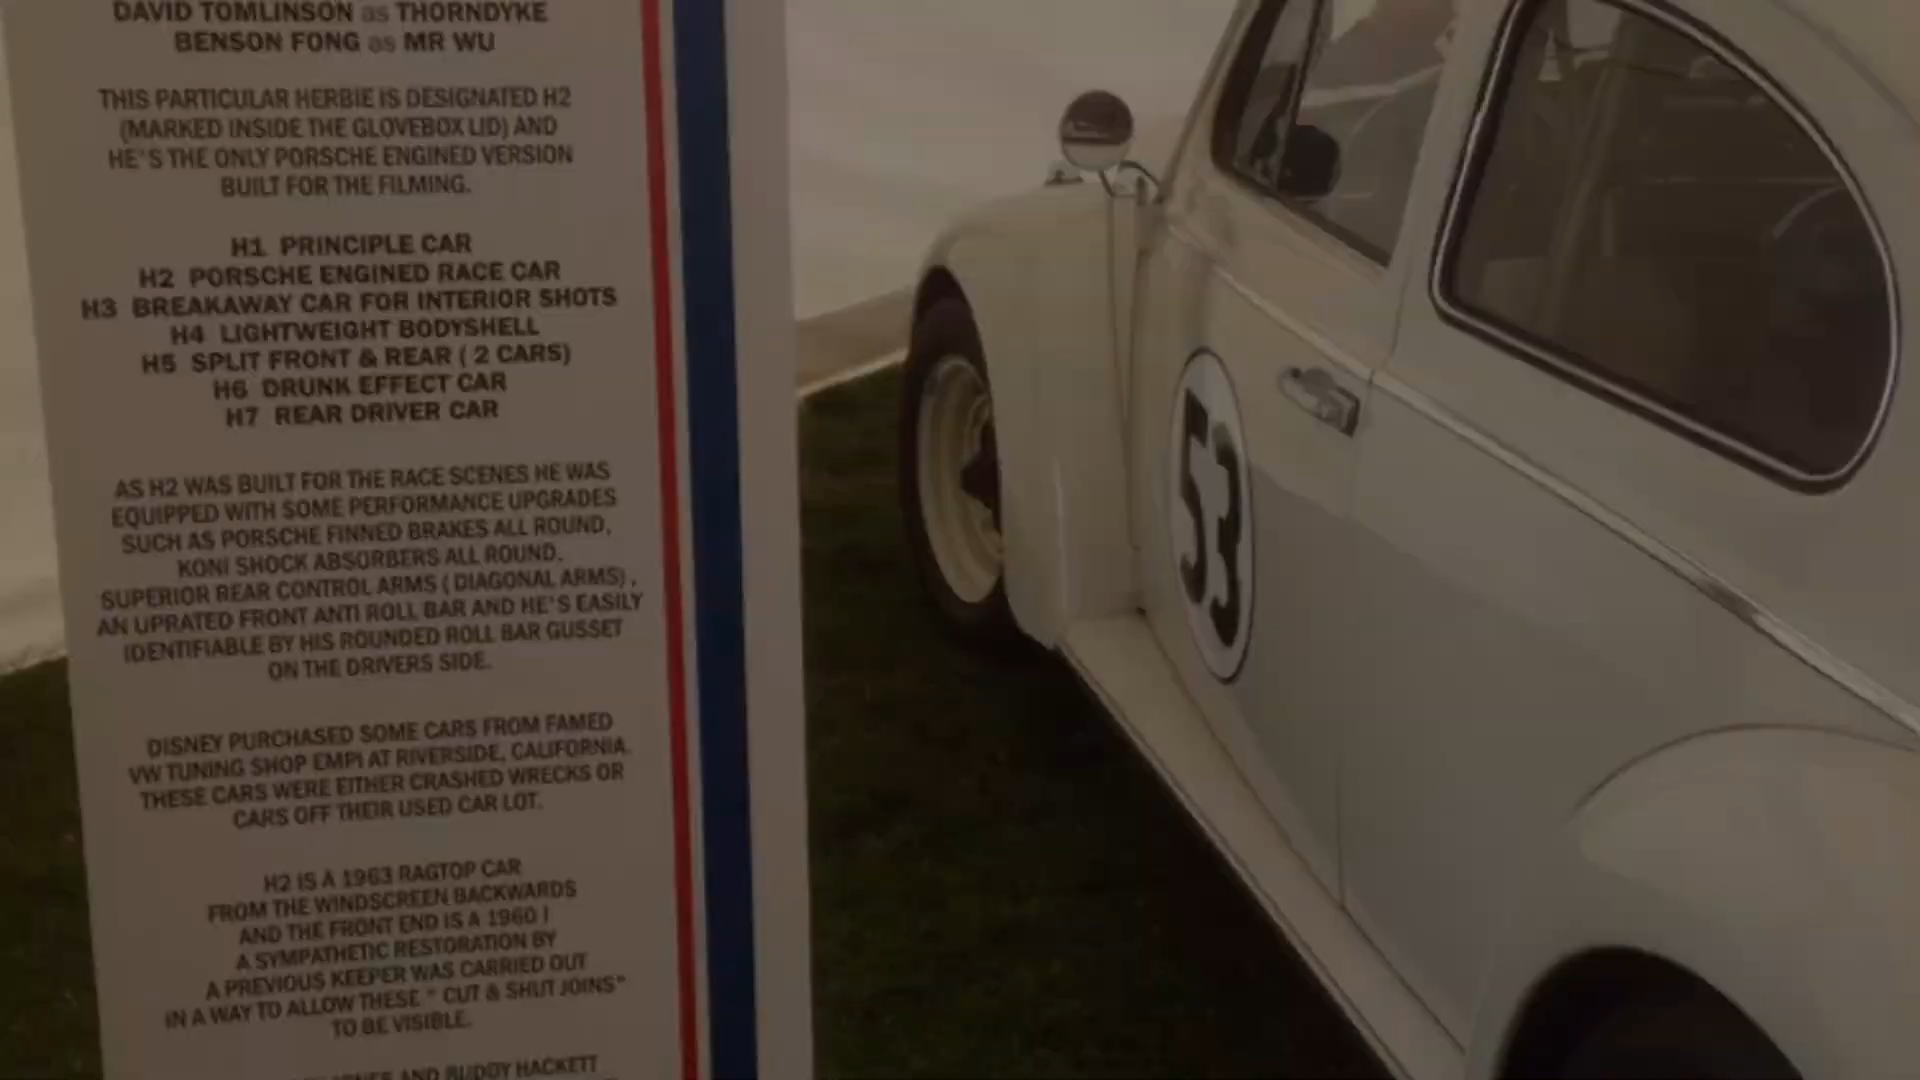 DAVID TOMLINSON as THORNDYKE
BENSON FONG as MR WU
THIS PARTICULAR HERBIE IS DESIGNATED H2
(MARKED INSIDE THE GLOVEBOX LID) AND
HE'S THE ONLY PORSCHE ENGINED VERSION
BUILT FOR THE FILMING.
H1 PRINCIPLE CAR
H2 PORSCHE ENGINED RACE CAR
H3 BREAKAWAY CAR FOR INTERIOR SHOTS
H4 LIGHTWEIGHT BODYSHELL
H5 SPLIT FRONT & REAR ( 2 CARS)
H6 DRUNK EFFECT CAR
H7 REAR DRIVER CAR
AS H2 WAS BUILT FOR THE RACE SCENES HE WAS
EQUIPPED WITH SOME PERFORMANCE UPGRADES
SUCH AS PORSCHE FINNED BRAKES ALL ROUND,
KONI SHOCK ABSORBERS ALL ROUND,
SUPERIOR REAR CONTROL ARMS ( DIAGONAL ARMS) ,
AN UPRATED FRONT ANTI ROLL BAR AND HE'S EASILY
IDENTIFIABLE BY HIS ROUNDED ROLL BAR GUSSET
ON THE DRIVERS SIDE.
DISNEY PURCHASED SOME CARS FROM FAMED
VW TUNING SHOP EMPI AT RIVERSIDE, CALIFORNIA.
THESE CARS WERE EITHER CRASHED WRECKS OR
CARS OFF THEIR USED CAR LOT.
H2 IS A 1963 RAGTOP CAR
FROM THE WINDSCREEN BACKWARDS
AND THE FRONT END IS A 1960 !
A SYMPATHETIC RESTORATION BY
A PREVIOUS KEEPER WAS CARRIED OUT
IN A WAY TO ALLOW THESE " CUT & SHUT JOINS"
TO BE VISIBLE.
AND BUDDY HACKETT
53